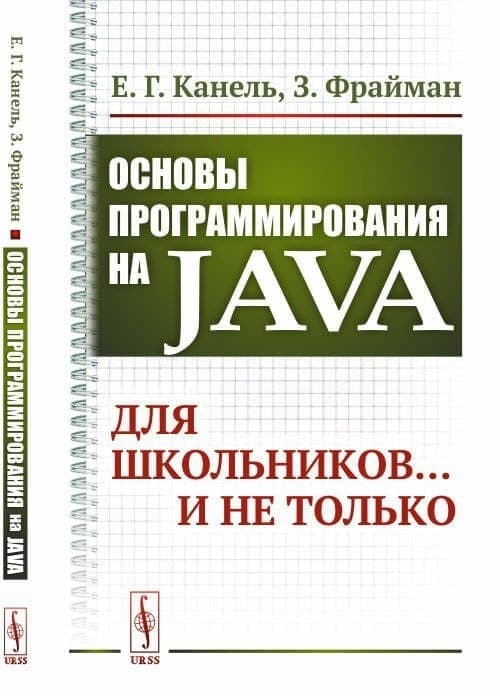 Е. Г. Канель, З. Фрайман
ОСНОВЫ
ПРОГРАММИРОВАНИЯ
НА JAVA
ДЛЯ
ШКОЛЬНИКОВ...
И НЕ ТОЛЬКО
URSS
Е. Г. Канель, З. Фрайман ■ ОСНОВЫ ПРОГРАММИРОВАНИЯ на JAVA
URSS